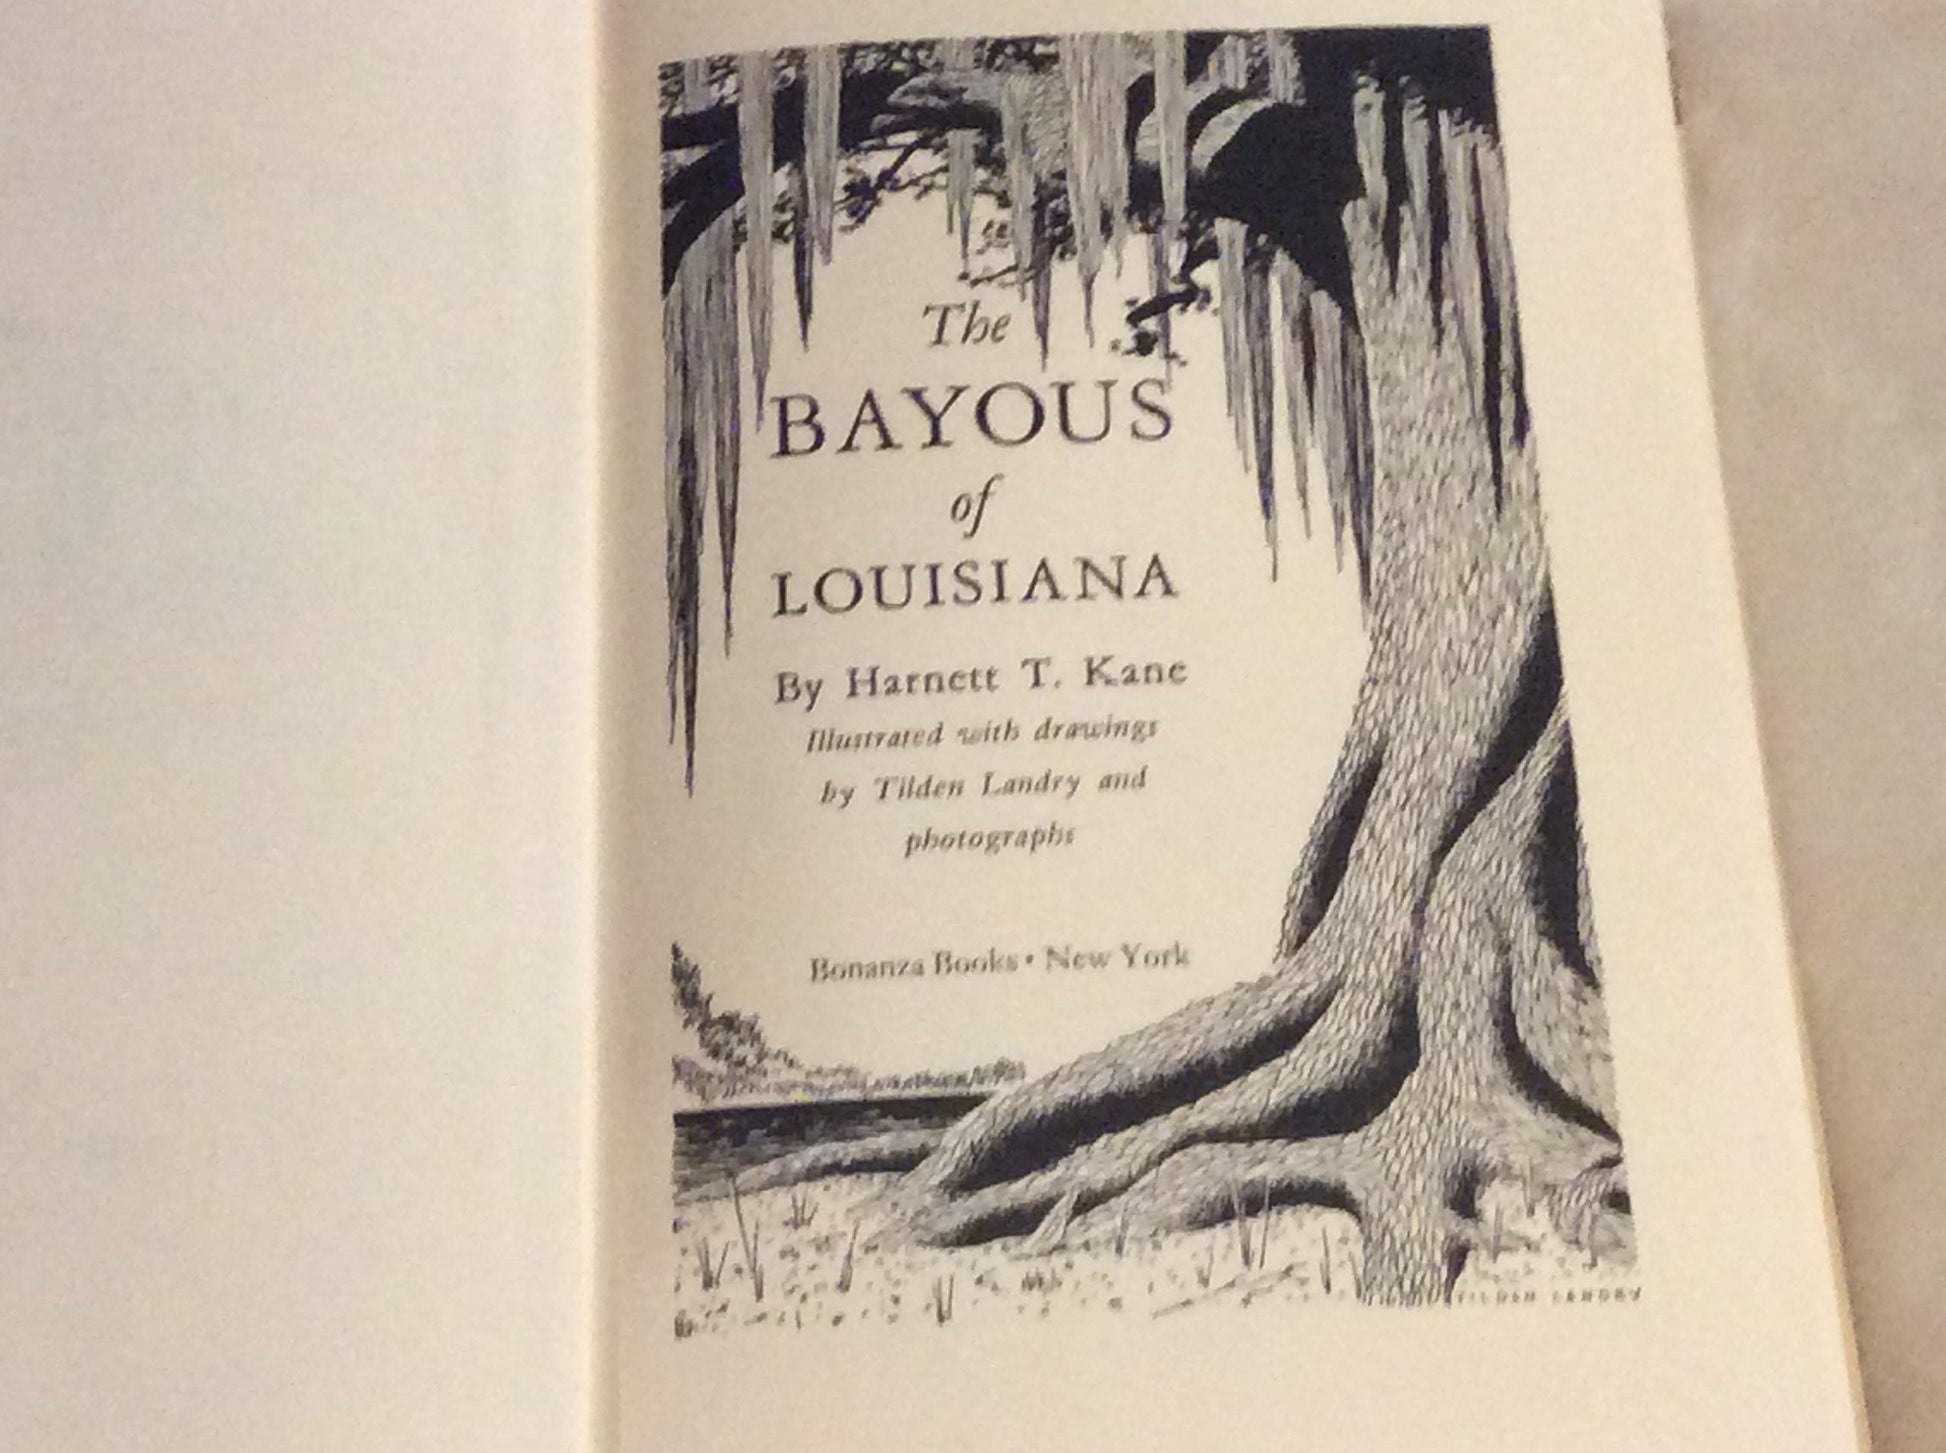 The
BAYOUS
of
LOUISIANA
By Harnett T. Kane
Illustrated with drawings
by Tilden Landry and
photographs
Bonanza Books • New York
TILDEN LANDRY